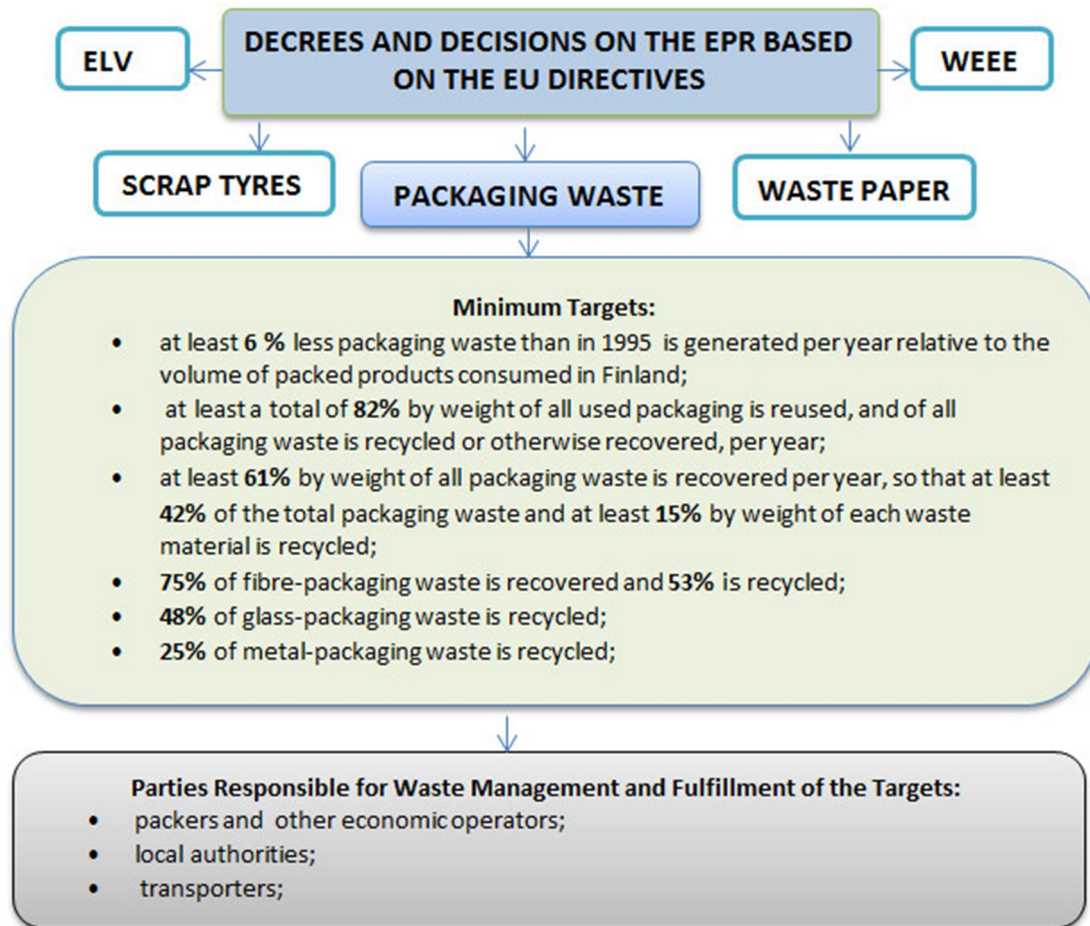 DECREES AND DECISIONS ON THE EPR BASED
ON THE EU DIRECTIVES
ELV
WEEE
SCRAP TYRES
PACKAGING WASTE
WASTE PAPER
Minimum Targets:
• at least 6 % less packaging waste than in 1995 is generated per year relative to the
volume of packed products consumed in Finland;
• at least a total of 82% by weight of all used packaging is reused, and of all
packaging waste is recycled or otherwise recovered, per year;
• at least 61% by weight of all packaging waste is recovered per year, so that at least
42% of the total packaging waste and at least 15% by weight of each waste
material is recycled;
• 75% of fibre-packaging waste is recovered and 53% is recycled;
• 48% of glass-packaging waste is recycled;
• 25% of metal-packaging waste is recycled;
Parties Responsible for Waste Management and Fulfillment of the Targets:
• packers and other economic operators;
• local authorities;
• transporters;